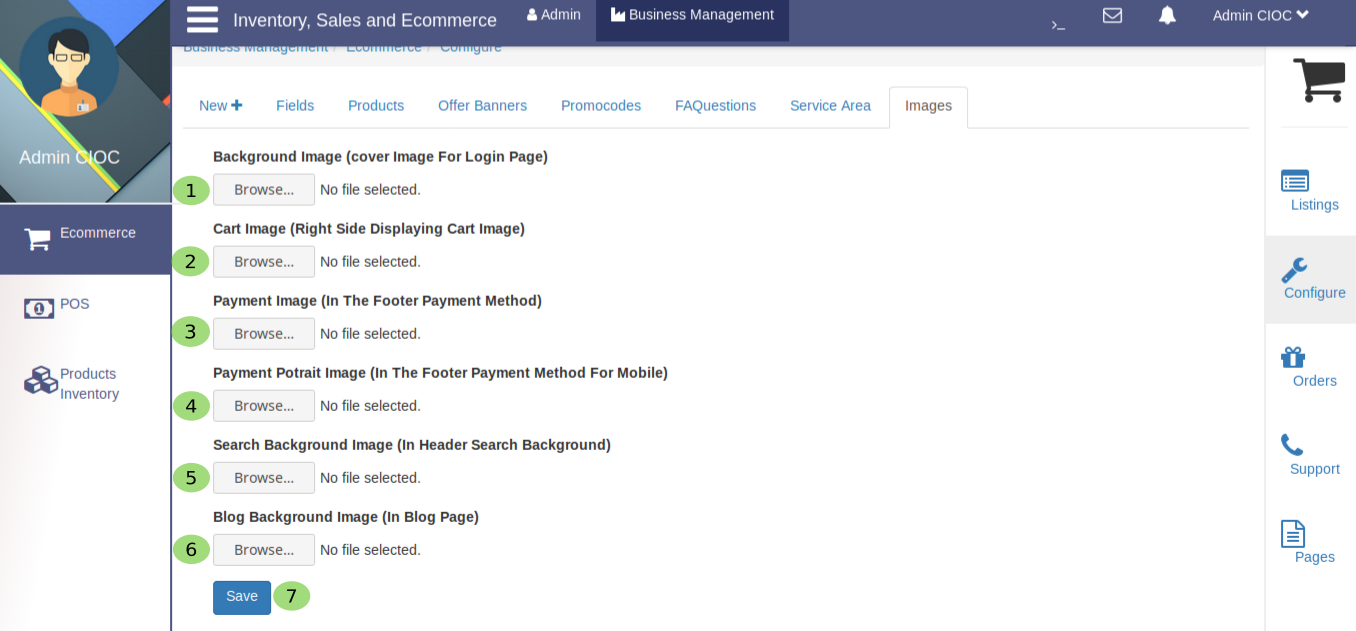 Inventory, Sales and Ecommerce
Admin
Business Management
>_
Admin CIOC
Business Management / Ecommerce / Configure
Admin CIOC
Ecommerce
POS
Products
Inventory
New +
Fields
Products
Offer Banners
Promocodes
FAQuestions
Service Area
Images
Background Image (cover Image For Login Page)
1 Browse... No file selected.
Cart Image (Right Side Displaying Cart Image)
2 Browse... No file selected.
Payment Image (In The Footer Payment Method)
3 Browse... No file selected.
Payment Potrait Image (In The Footer Payment Method For Mobile)
4 Browse... No file selected.
Search Background Image (In Header Search Background)
5 Browse... No file selected.
Blog Background Image (In Blog Page)
6 Browse... No file selected.
Save 7
Listings
Configure
Orders
Support
Pages